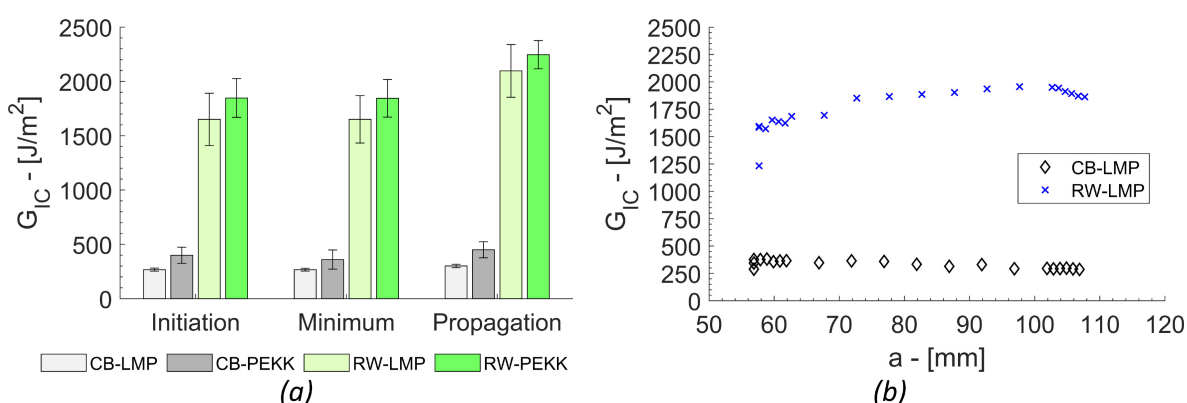 2500
2000
1500
1000
500
0
G_IC - [J/m²]
Initiation Minimum Propagation
CB-LMP CB-PEKK RW-LMP RW-PEKK
(a)
2500
2250
2000
1750
1500
1250
1000
750
500
250
0
G_IC - [J/m²]
CB-LMP
RW-LMP
50 60 70 80 90 100 110 120
a - [mm]
(b)